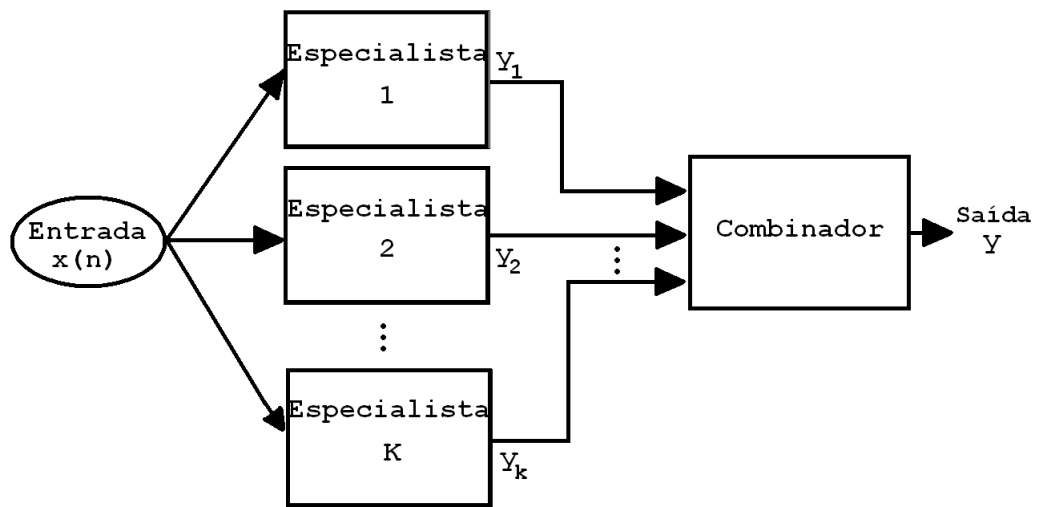 Especialista
1
y1
Especialista
2
y2
Entrada
x(n)
Combinador
Saída
y
Especialista
K
yk